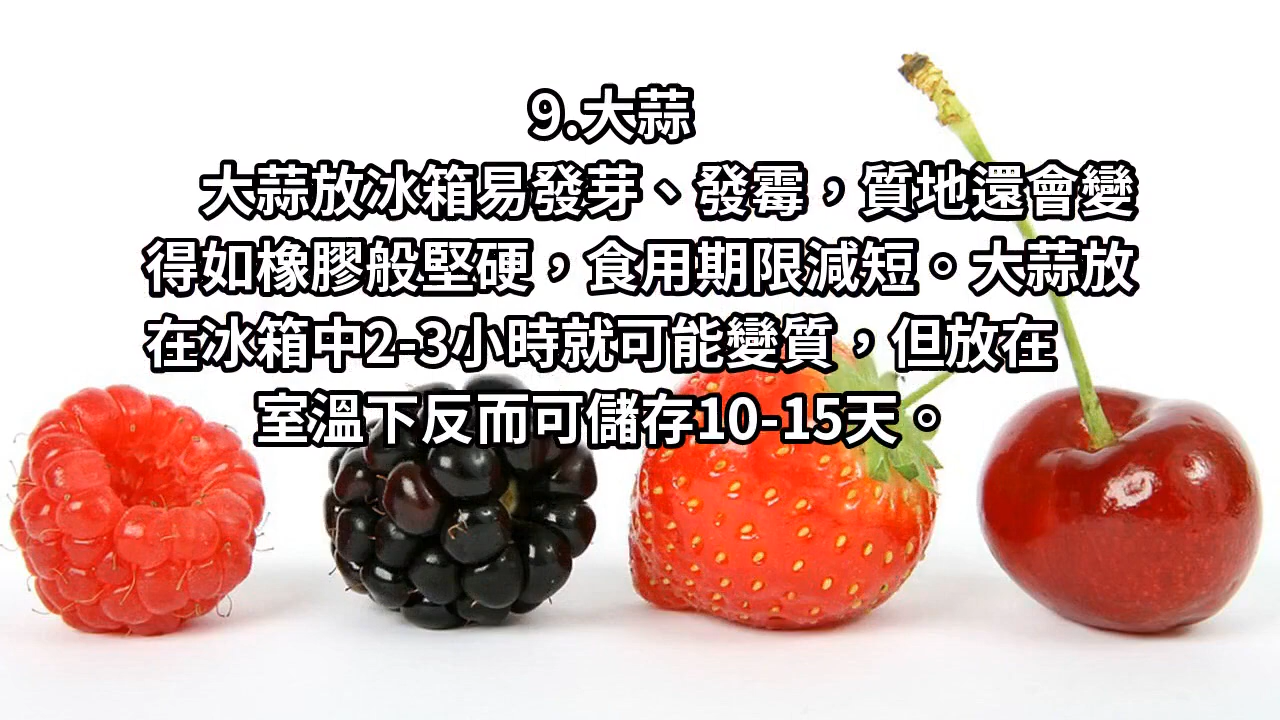 9.大蒜
大蒜放冰箱易發芽、發霉，質地還會變
得如橡膠般堅硬，食用期限減短。大蒜放
在冰箱中2-3小時就可能變質，但放在
室溫下反而可儲存10-15天。